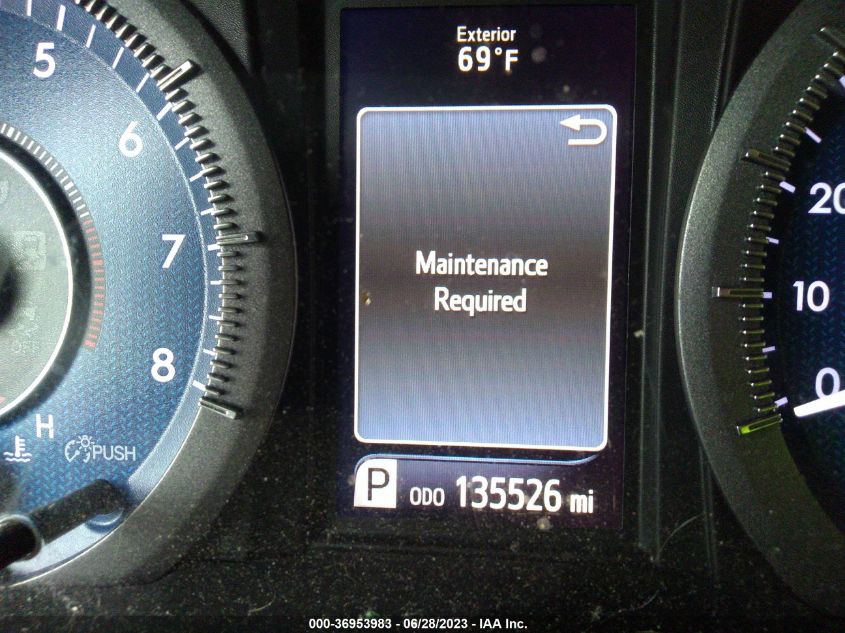 Exterior
69°F
5
6
7
8
H
PUSH
Maintenance
Required
P ODO 135526 mi
20
10
0
000-36953983 - 06/28/2023 - IAA Inc.